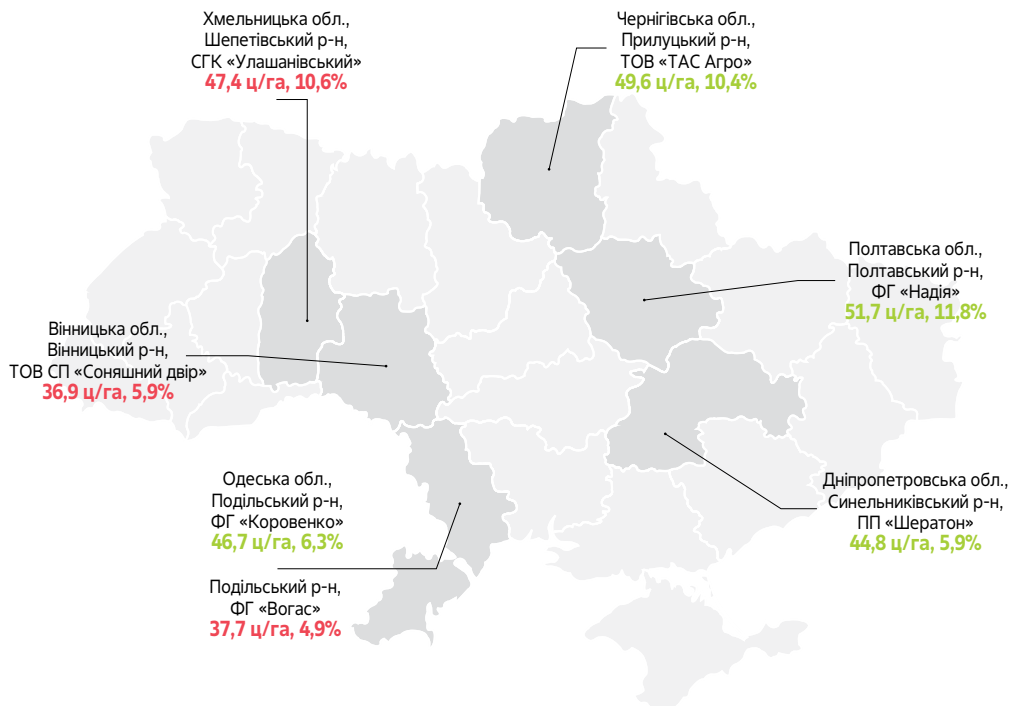 Хмельницька обл.,
Шепетівський р-н,
СГК «Улашанівський»
47,4 ц/га, 10,6%
Чернігівська обл.,
Прилуцький р-н,
ТОВ «ТАС Агро»
49,6 ц/га, 10,4%
Полтавська обл.,
Полтавський р-н,
ФГ «Надія»
51,7 ц/га, 11,8%
Вінницька обл.,
Вінницький р-н,
ТОВ СП «Соняшний двір»
36,9 ц/га, 5,9%
Одеська обл.,
Подільський р-н,
ФГ «Коровенко»
46,7 ц/га, 6,3%
Подільський р-н,
ФГ «Вогас»
37,7 ц/га, 4,9%
Дніпропетровська обл.,
Синельниківський р-н,
ПП «Шератон»
44,8 ц/га, 5,9%